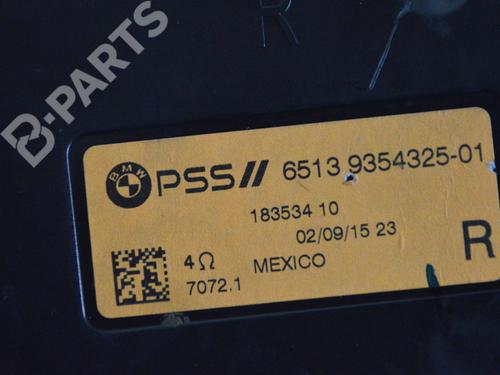 R
B-PARTS
BMW PSS// 6513 9354325-01
183534 10
02/09/15 23
R
4Ω MEXICO
7072.1